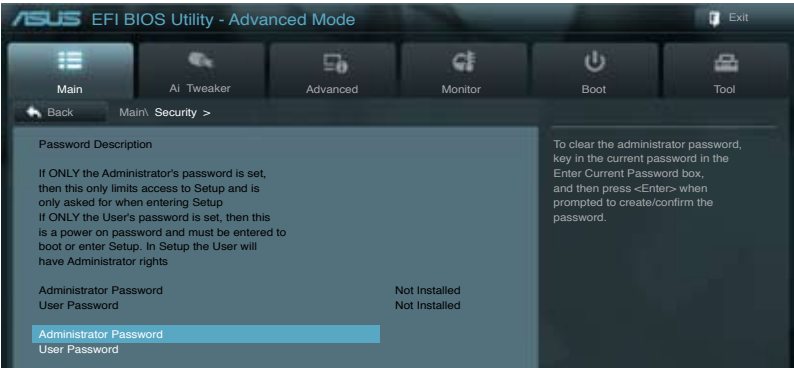 ASUS EFI BIOS Utility - Advanced Mode
Exit
Main
Ai Tweaker
Advanced
Monitor
Boot
Tool
Back
Main\ Security >
Password Description
If ONLY the Administrator's password is set,
then this only limits access to Setup and is
only asked for when entering Setup
If ONLY the User's password is set, then this
is a power on password and must be entered to
boot or enter Setup. In Setup the User will
have Administrator rights
Administrator Password Not Installed
User Password Not Installed
Administrator Password
User Password
To clear the administrator password,
key in the current password in the
Enter Current Password box,
and then press <Enter> when
prompted to create/confirm the
password.